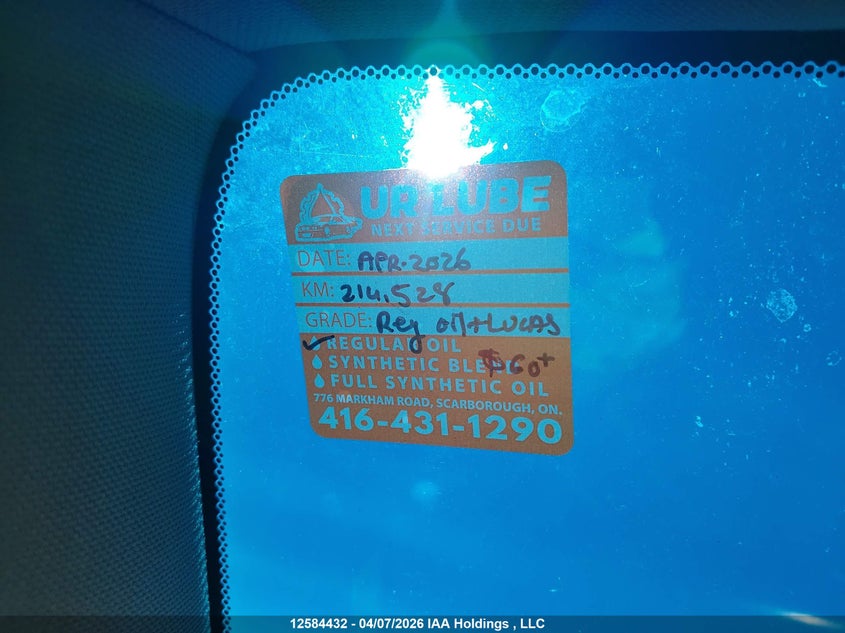 UR LUBE
NEXT SERVICE DUE
DATE: APR-2026
KM: 214,528
GRADE: Reg oil+LUCAS
REGULAR OIL
SYNTHETIC BLEND $60+
FULL SYNTHETIC OIL
776 MARKHAM ROAD, SCARBOROUGH, ON.
416-431-1290
12584432 - 04/07/2026 IAA Holdings , LLC